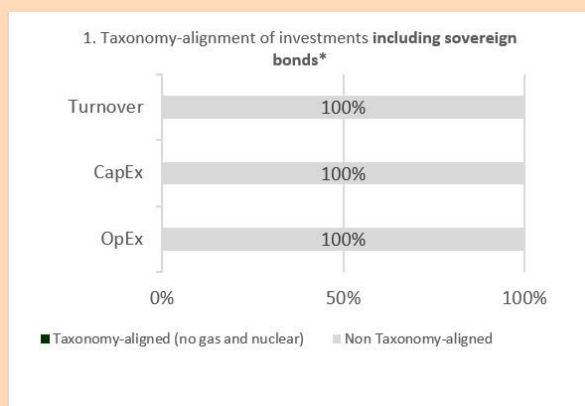 1. Taxonomy-alignment of investments including sovereign
bonds*
Turnover
100%
CapEx
100%
OpEx
100%
0%
50%
100%
Taxonomy-aligned (no gas and nuclear)
Non Taxonomy-aligned